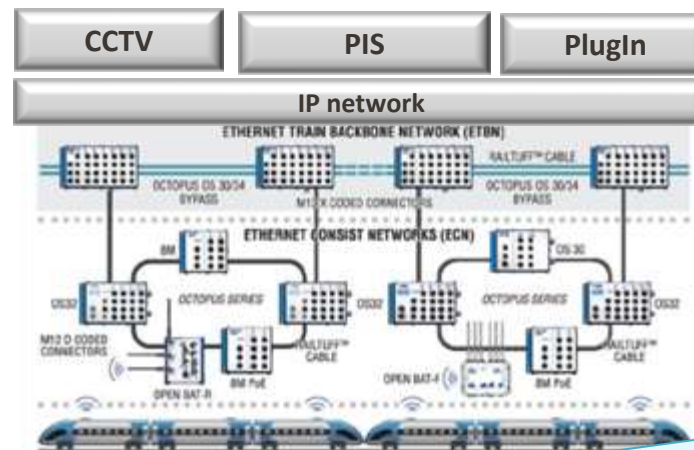 CCTV PIS PlugIn
IP network
ETHERNET TRAIN BACKBONE NETWORK (ETBN)
RAILTUFF™ CABLE
OCTOPUS OS 30/34 BYPASS
M12 X CODED CONNECTORS
OCTOPUS OS 30/34 BYPASS
ETHERNET CONSIST NETWORKS (ECN)
8M
OS 30
OS32
OCTOPUS SERIES
OS32
OCTOPUS SERIES
OS32
M12 D CODED
CONNECTORS
RAILTUFF™
CABLE
RAILTUFF™
CABLE
OPEN BAT-R
8M PoE
OPEN BAT-F
8M PoE